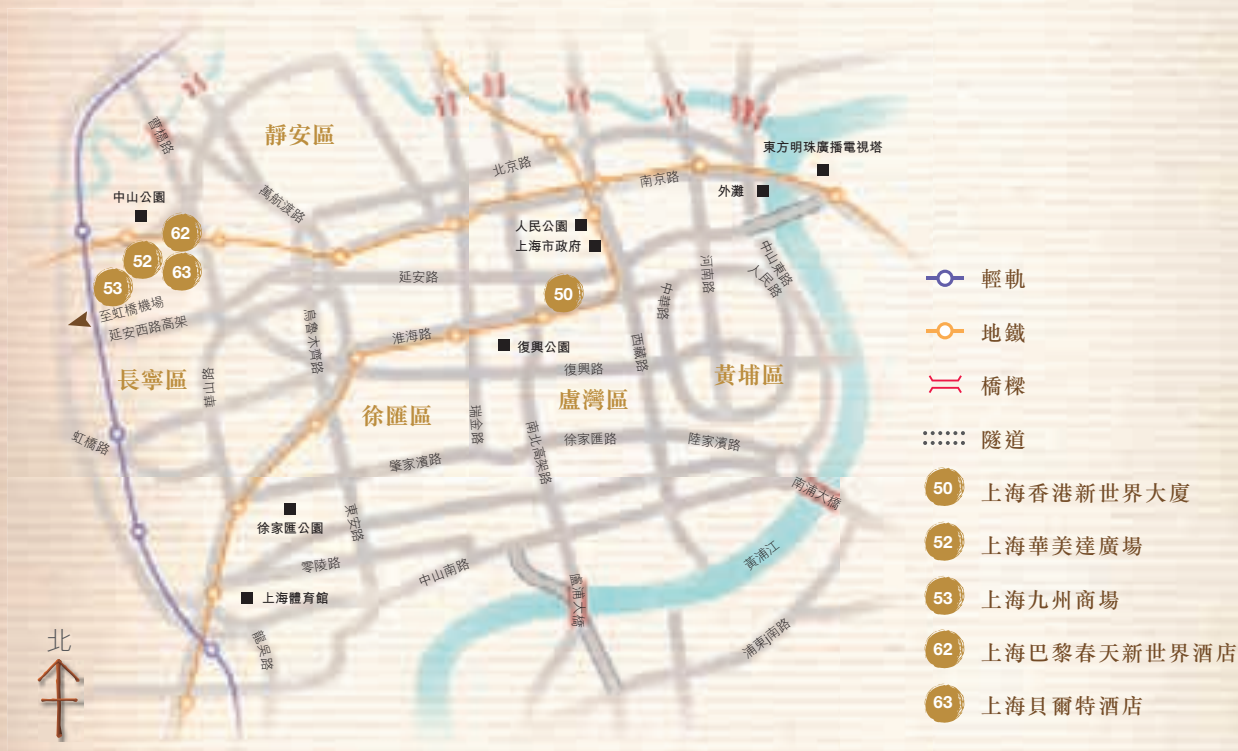 靜安區
曹楊路
東方明珠廣播電視塔
北京路
南京路
外灘
中山公園
萬航渡路
人民公園
上海市政府
62
52
63
53
50
延安路
河南路
中山東路
人民路
中華路
至虹橋機場
延安西路高架
烏魯木齊路
淮海路
復興公園
西藏路
復興路
長寧區
華山路
徐匯區
盧灣區
黃埔區
虹橋路
瑞金路
南北高架路
徐家匯路
陸家濱路
肇家濱路
南浦大橋
徐家匯公園
東安路
零陵路
中山南路
黃浦江
上海體育館
盧浦大橋
龍吳路
浦東南路
北
輕軌
地鐵
橋樑
隧道
50 上海香港新世界大廈
52 上海華美達廣場
53 上海九州商場
62 上海巴黎春天新世界酒店
63 上海貝爾特酒店